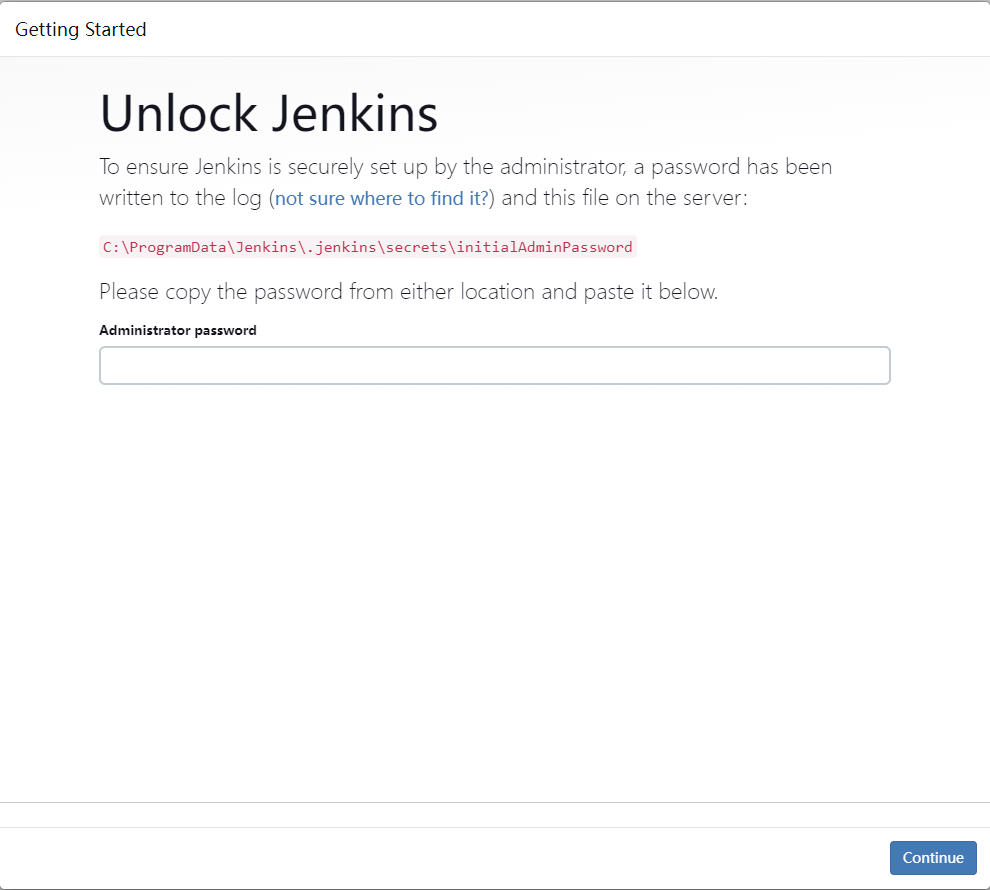 Getting Started
Unlock Jenkins
To ensure Jenkins is securely set up by the administrator, a password has been
written to the log (not sure where to find it?) and this file on the server:
C:\ProgramData\Jenkins\.jenkins\secrets\initialAdminPassword
Please copy the password from either location and paste it below.
Administrator password
Continue